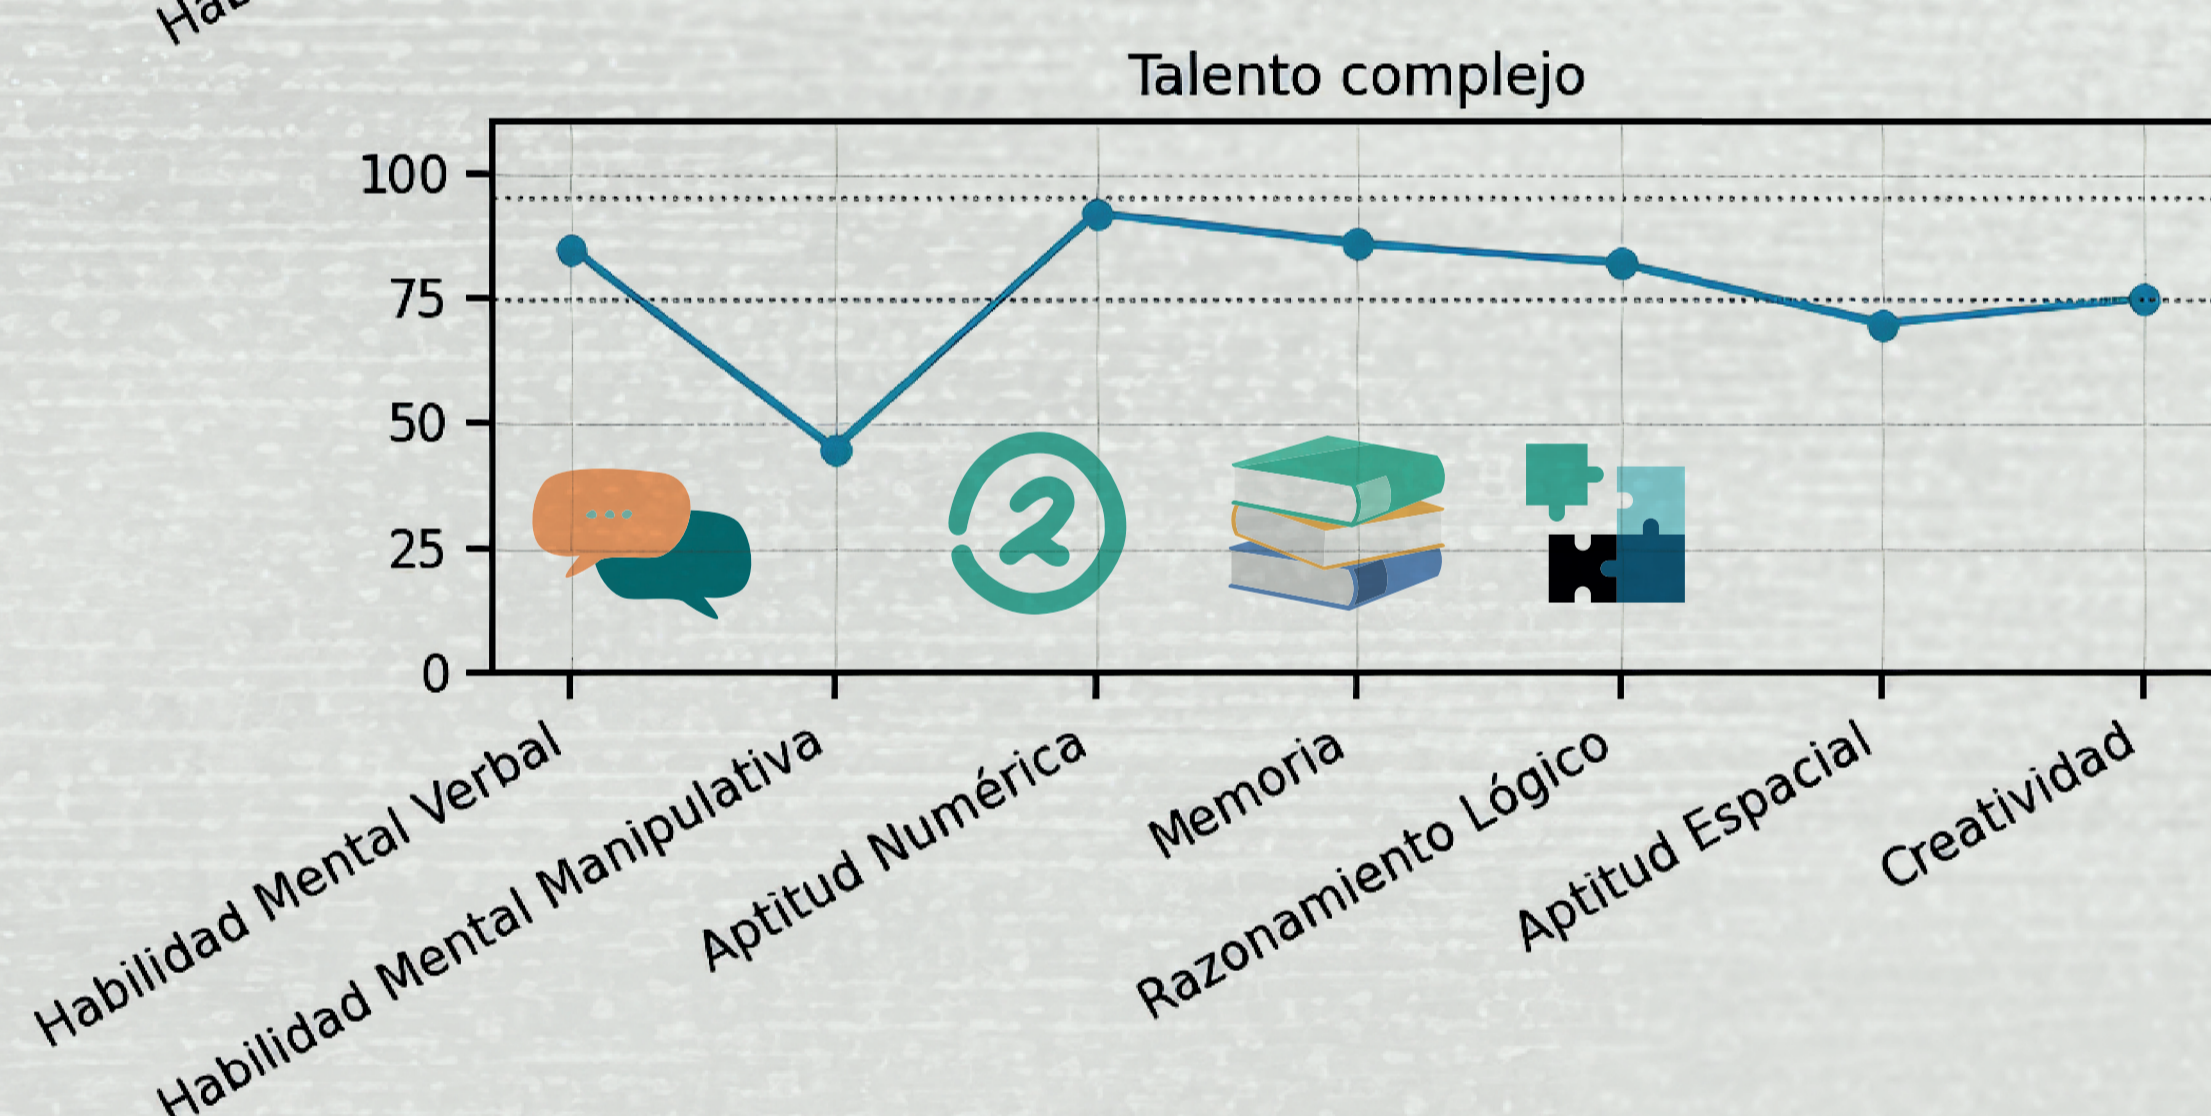 Talento complejo
100
75
50
25
0
2
Habilidad Mental Verbal
Habilidad Mental Manipulativa
Aptitud Numérica
Memoria
Razonamiento Lógico
Aptitud Espacial
Creatividad